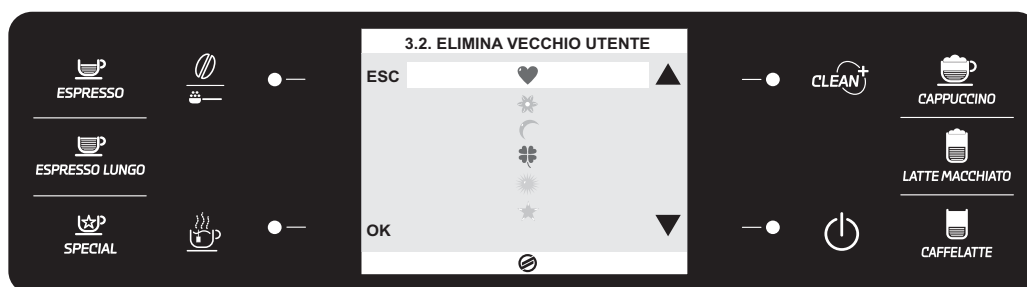 3.2. ELIMINA VECCHIO UTENTE
ESC
OK
ESPRESSO
ESPRESSO LUNGO
SPECIAL
CLEAN+
CAPPUCCINO
LATTE MACCHIATO
CAFFELATTE